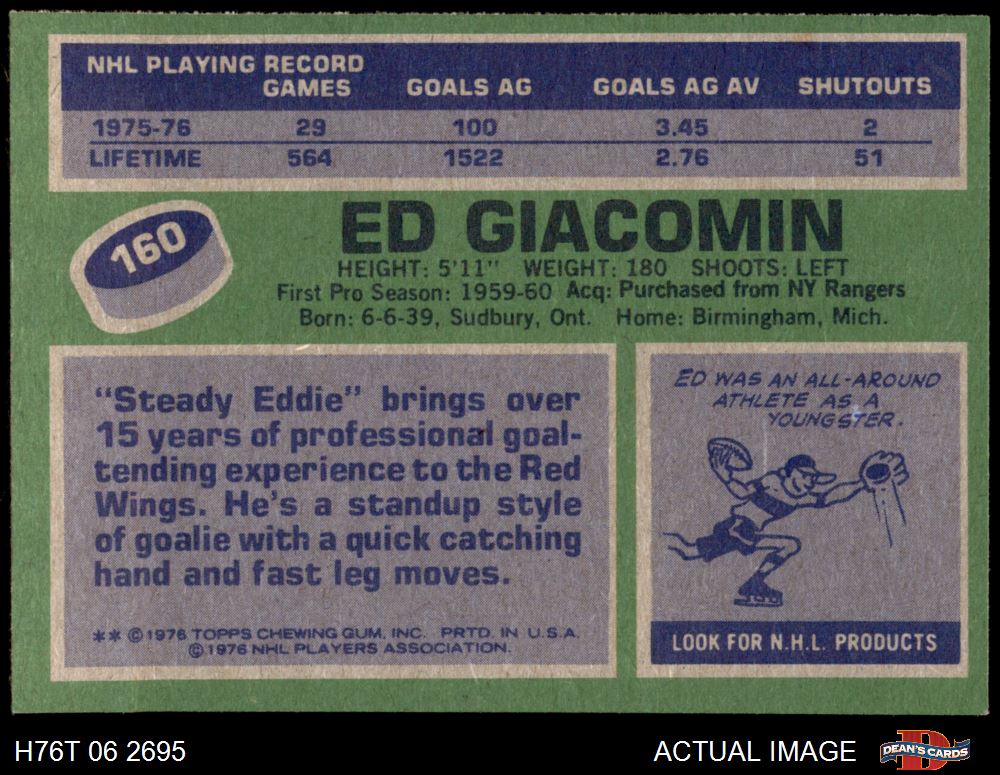 NHL PLAYING RECORD
GAMES GOALS AG GOALS AG AV SHUTOUTS
1975-76 29 100 3.45 2
LIFETIME 564 1522 2.76 51
160
ED GIACOMIN
HEIGHT: 5'11" WEIGHT: 180 SHOOTS: LEFT
First Pro Season: 1959-60 Acq: Purchased from NY Rangers
Born: 6-6-39, Sudbury, Ont. Home: Birmingham, Mich.
"Steady Eddie" brings over
15 years of professional goal-
tending experience to the Red
Wings. He's a standup style
of goalie with a quick catching
hand and fast leg moves.
** ©1976 TOPPS CHEWING GUM, INC. PRTD. IN U.S.A.
©1976 NHL PLAYERS ASSOCIATION.
ED WAS AN ALL-AROUND
ATHLETE AS A
YOUNGSTER.
LOOK FOR N.H.L. PRODUCTS
H76T 06 2695
ACTUAL IMAGE
D
DEAN'S CARDS